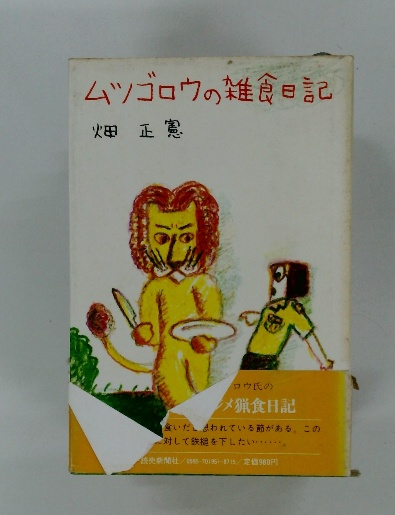 ムツゴロウの雑食日記
畑 正憲
ロウ氏の
メ猟食日記
食いだと思われている節がある。この
対して鉄槌を下したい……。
読売新聞社/定価980円